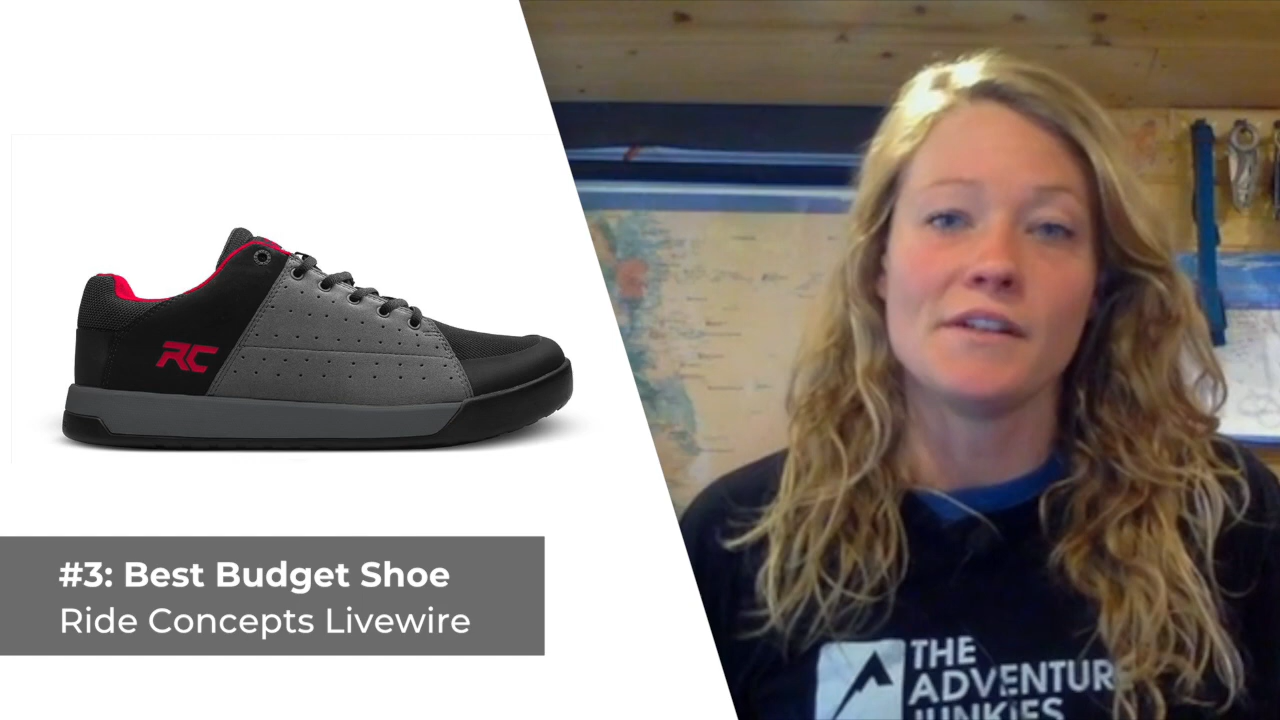 RC
#3: Best Budget Shoe
Ride Concepts Livewire
THE
ADVENTURE
JUNKIES